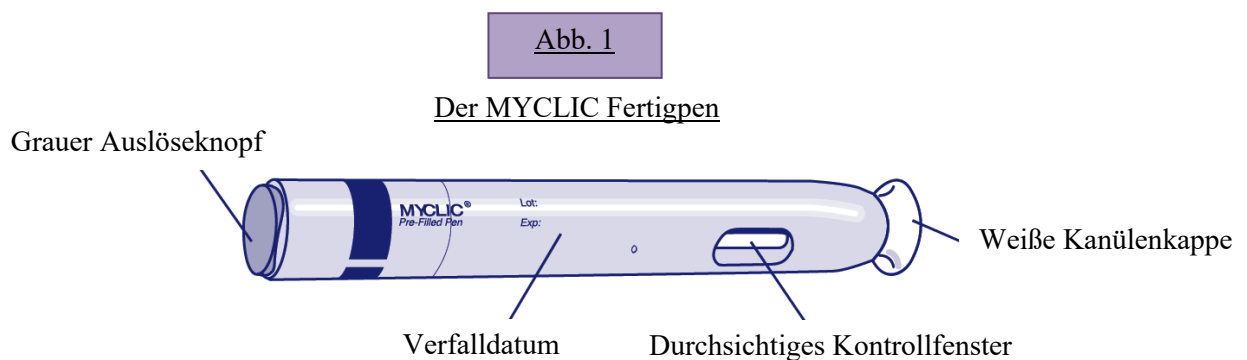 Abb. 1
Der MYCLIC Fertigpen
Grauer Auslöseknopf
MYCLIC®
Pre-Filled Pen
Lot:
Exp:
Weiße Kanülenkappe
Verfalldatum
Durchsichtiges Kontrollfenster